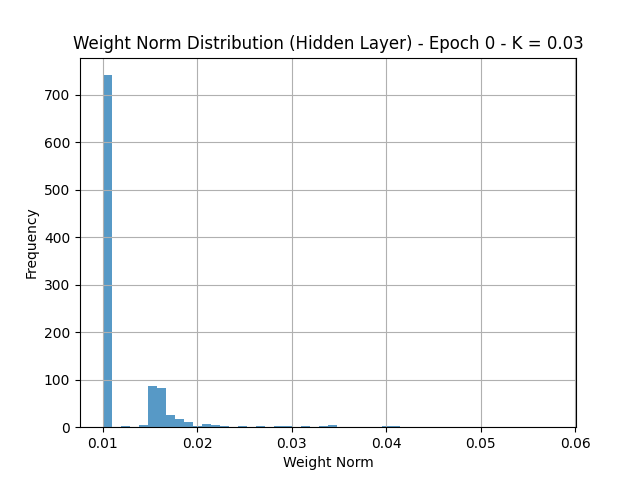 Weight Norm Distribution (Hidden Layer) - Epoch 0 - K = 0.03
700
600
500
400
300
200
100
0
Frequency
0.01 0.02 0.03 0.04 0.05 0.06
Weight Norm